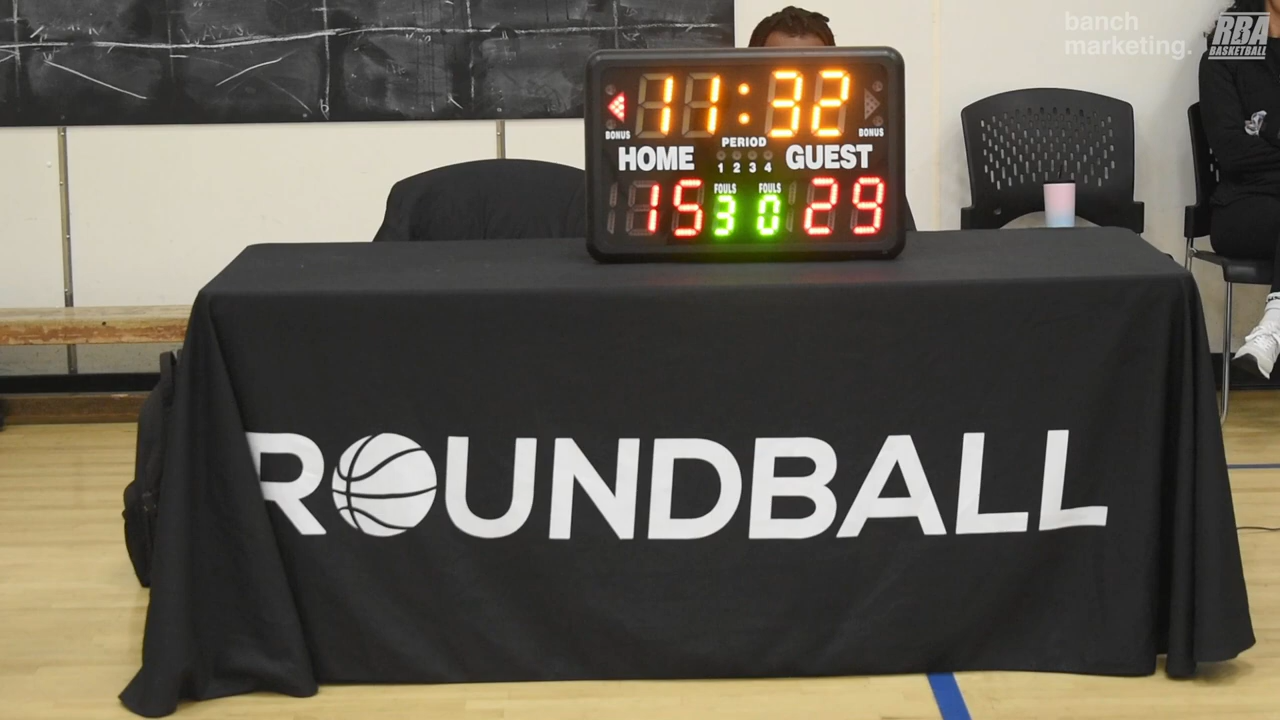 banch
marketing.
RBA
BASKETBALL
11:32
BONUS
PERIOD
BONUS
HOME
1 2 3 4
GUEST
FOULS
FOULS
15
3
0
29
ROUNDBALL